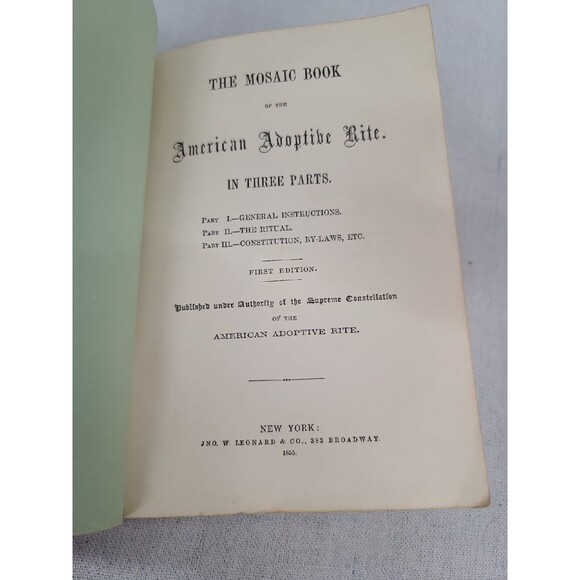 THE MOSAIC BOOK
OF THE
American Adoptive Rite.
IN THREE PARTS.
PART I.—GENERAL INSTRUCTIONS.
PART II.—THE RITUAL.
PART III.—CONSTITUTION, BY-LAWS, ETC.
FIRST EDITION.
Published under Authority of the Supreme Constellation
OF THE
AMERICAN ADOPTIVE RITE.
NEW YORK:
JNO. W. LEONARD & CO., 383 BROADWAY.
1855.